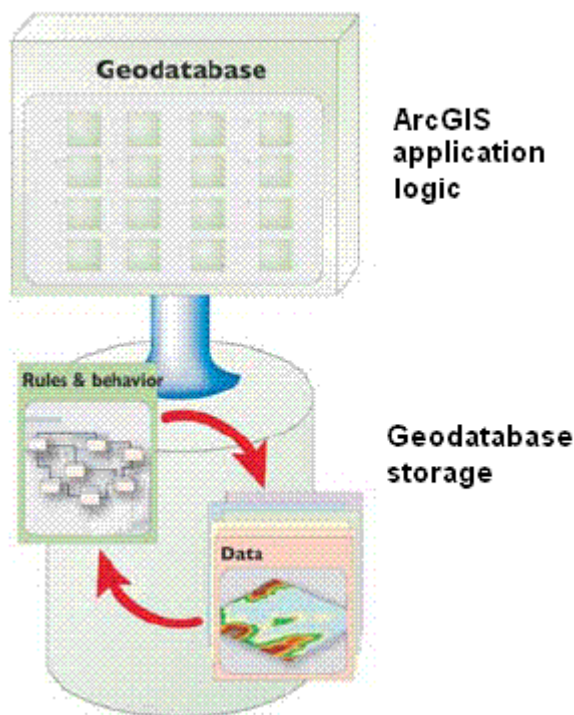 Geodatabase
ArcGIS
application
logic
Rules & behavior
Geodatabase
storage
Data